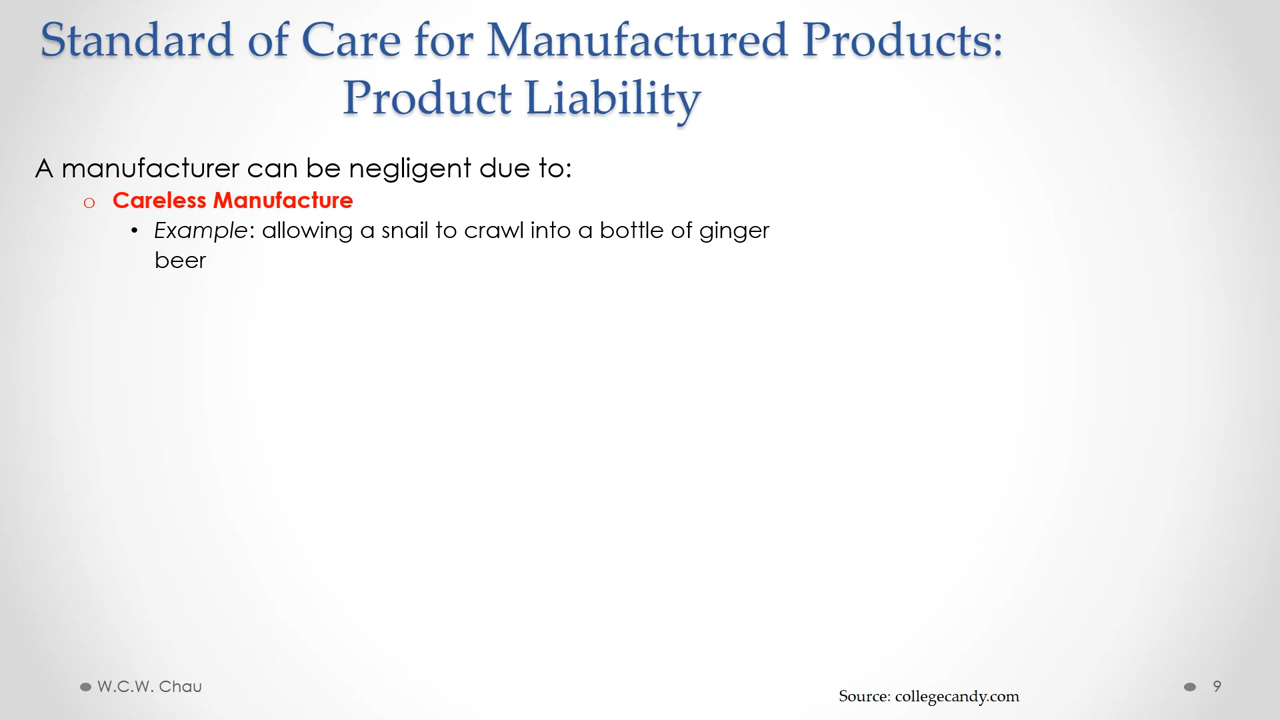 Standard of Care for Manufactured Products:
Product Liability
A manufacturer can be negligent due to:
o Careless Manufacture
• Example: allowing a snail to crawl into a bottle of ginger
beer
W.C.W. Chau
Source: collegecandy.com
9